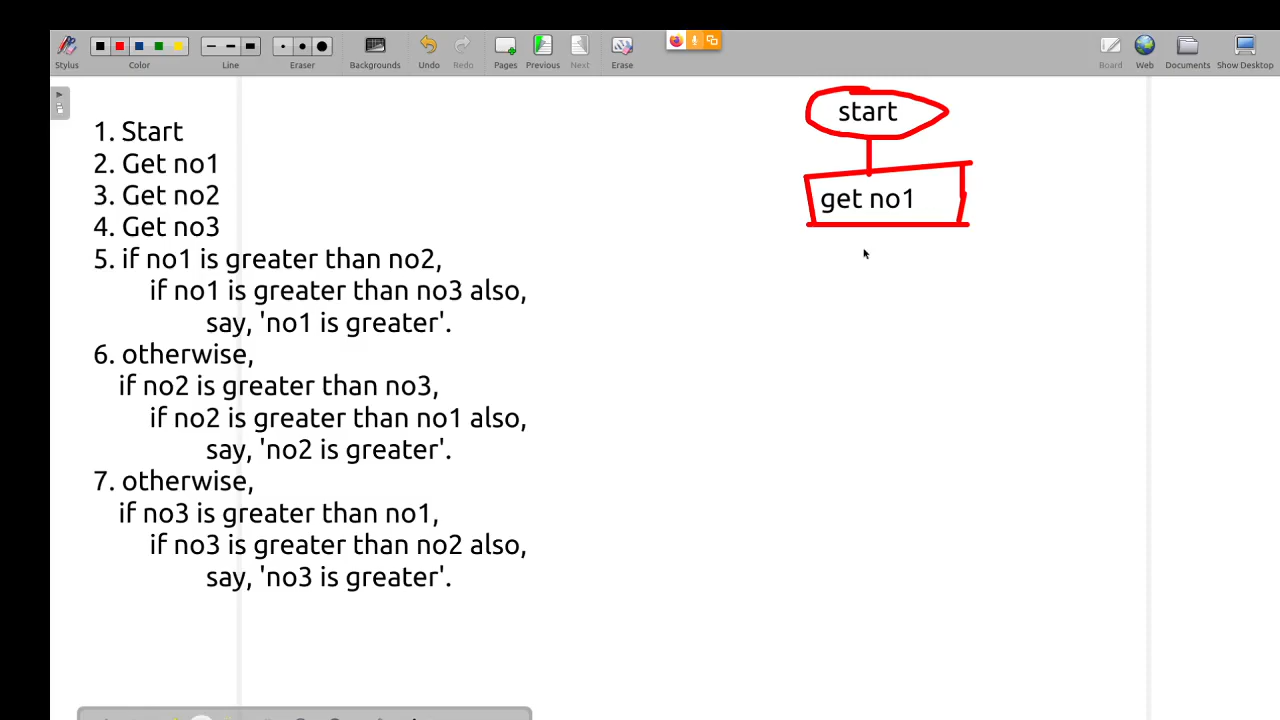 Stylus
Color
Line
Eraser
Backgrounds
Undo
Redo
Pages
Previous
Next
Erase
Board
Web
Documents
Show Desktop
1. Start
2. Get no1
3. Get no2
4. Get no3
5. if no1 is greater than no2,
if no1 is greater than no3 also,
say, 'no1 is greater'.
6. otherwise,
if no2 is greater than no3,
if no2 is greater than no1 also,
say, 'no2 is greater'.
7. otherwise,
if no3 is greater than no1,
if no3 is greater than no2 also,
say, 'no3 is greater'.
start
get no1